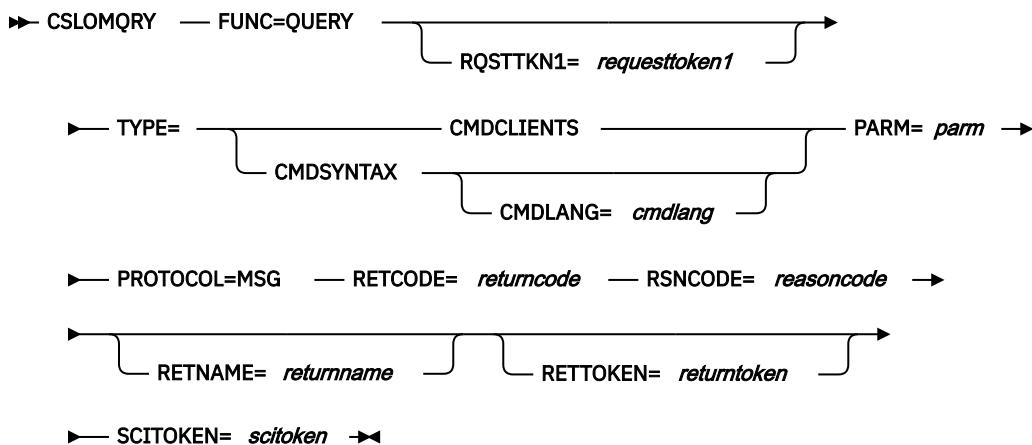 CSLOMQRY FUNC=QUERY
RQSTTKN1= requesttoken1
TYPE= CMDCLIENTS PARM= parm
CMDSYNTAX
CMDLANG= cmdlang
PROTOCOL=MSG RETCODE= returncode RSNCODE= reasoncode
RETNAME= returnname RETTOKEN= returntoken
SCITOKEN= scitoken